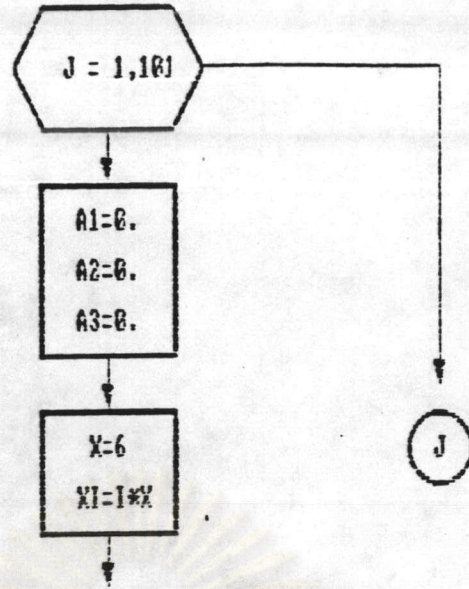 J = 1,101
A1=0.
A2=0.
A3=0.
X=6
XI=I*X
J